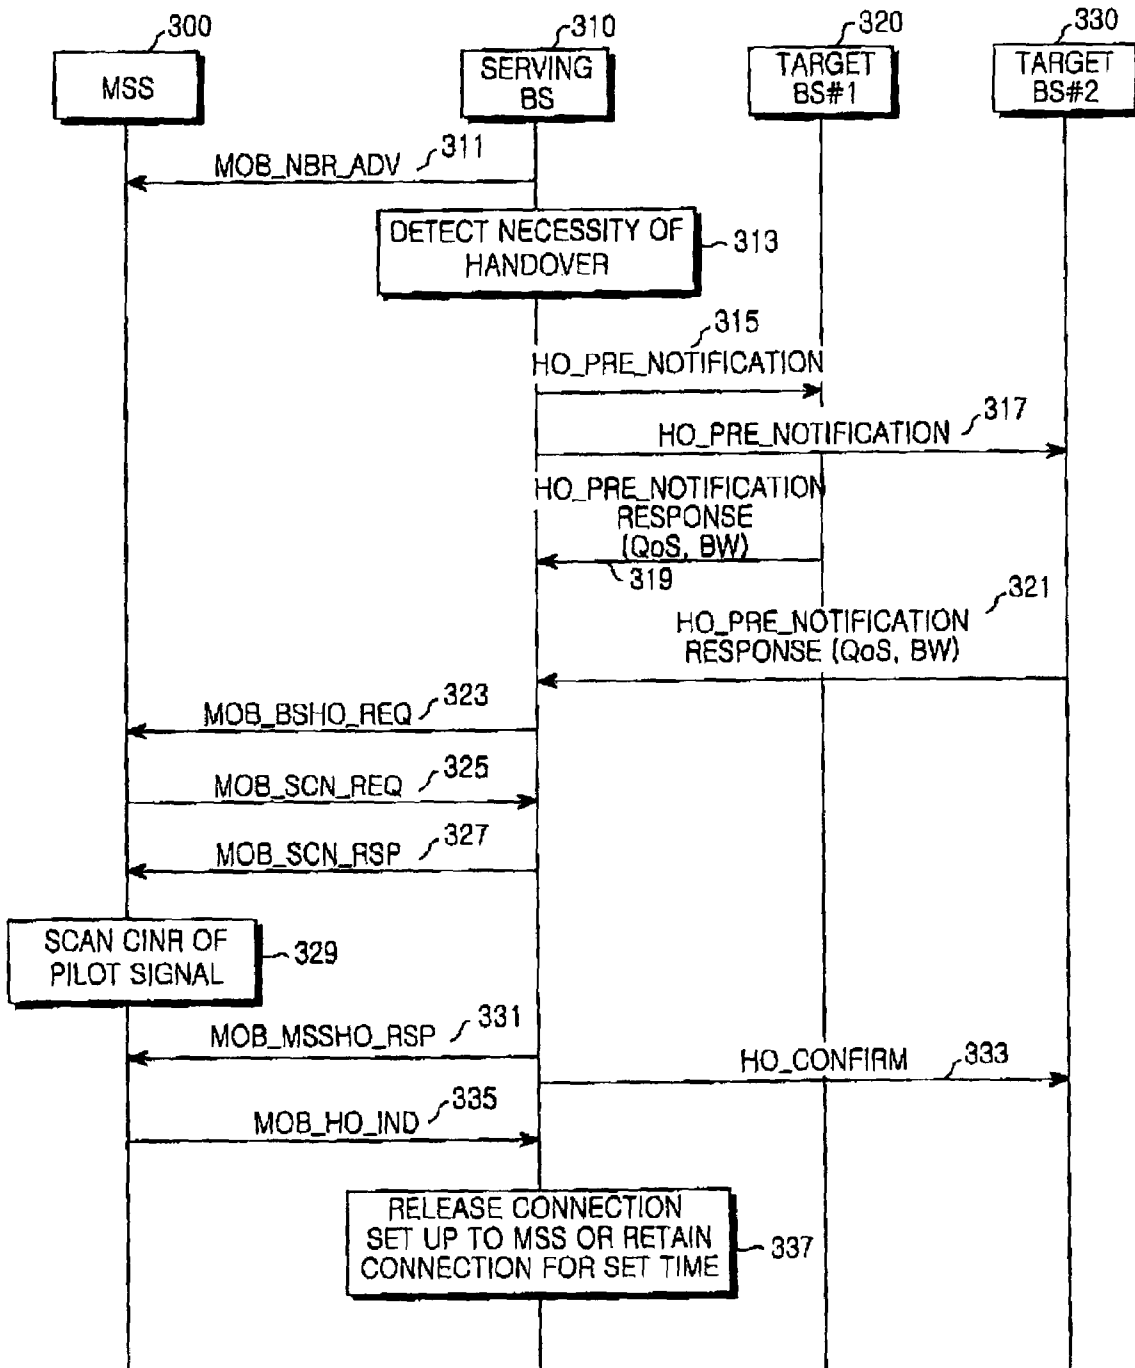 300
310
320
330
MSS
SERVING
BS
TARGET
BS#1
TARGET
BS#2
311
MOB_NBR_ADV
DETECT NECESSITY OF
HANDOVER
313
315
HO_PRE_NOTIFICATION
317
HO_PRE_NOTIFICATION
HO_PRE_NOTIFICATION
RESPONSE
(QoS, BW)
319
321
HO_PRE_NOTIFICATION
RESPONSE (QoS, BW)
323
MOB_BSHO_REQ
325
MOB_SCN_REQ
327
MOB_SCN_RSP
SCAN CINR OF
PILOT SIGNAL
329
331
MOB_MSSHO_RSP
333
HO_CONFIRM
335
MOB_HO_IND
RELEASE CONNECTION
SET UP TO MSS OR RETAIN
CONNECTION FOR SET TIME
337